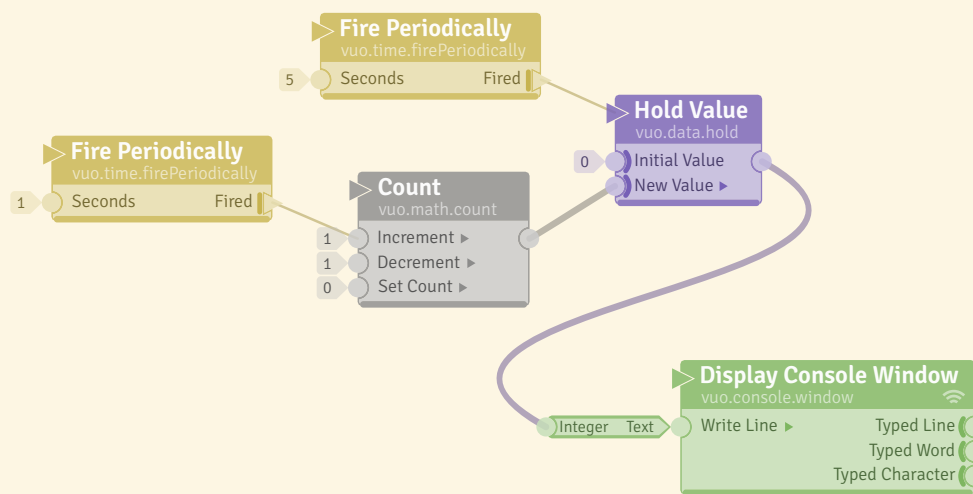 Fire Periodically
vuo.time.firePeriodically
5 Seconds Fired
Hold Value
vuo.data.hold
0 Initial Value
New Value
Fire Periodically
vuo.time.firePeriodically
1 Seconds Fired
Count
vuo.math.count
1 Increment
1 Decrement
0 Set Count
Display Console Window
vuo.console.window
Integer Text
Write Line Typed Line
Typed Word
Typed Character